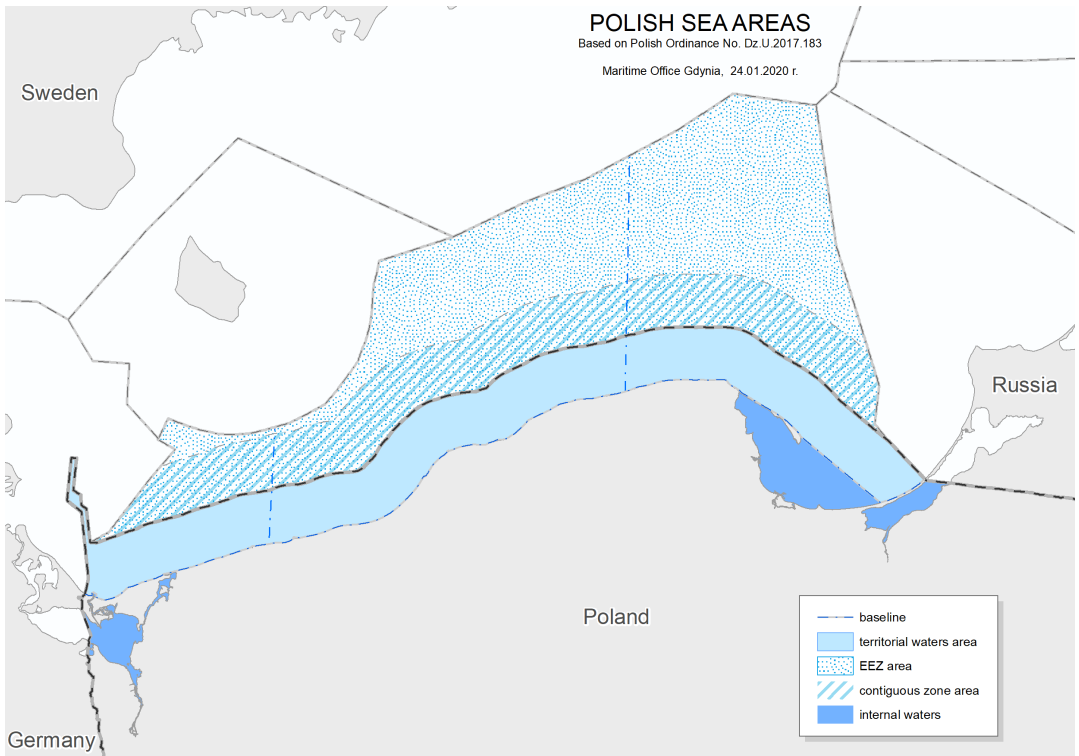 POLISH SEA AREAS
Based on Polish Ordinance No. Dz.U.2017.183
Maritime Office Gdynia, 24.01.2020 r.
Sweden
Russia
Poland
Germany
baseline
territorial waters area
EEZ area
contiguous zone area
internal waters